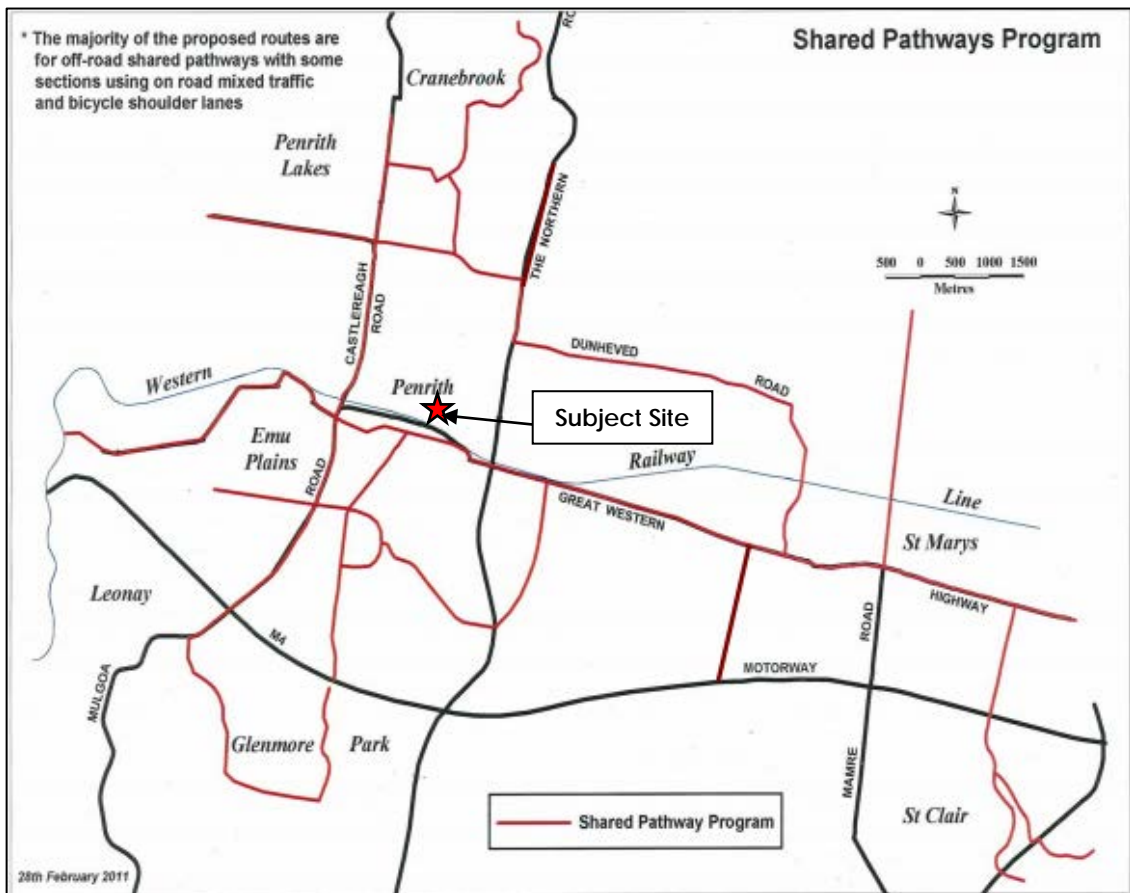 * The majority of the proposed routes are
for off-road shared pathways with some
sections using on road mixed traffic
and bicycle shoulder lanes
Shared Pathways Program
Cranebrook
RO
Penrith
Lakes
N
THE NORTHERN
500 0 500 1000 1500
Metres
CASTLEREAGH
ROAD
DUNHEVED
ROAD
Western
Penrith
Subject Site
Emu
Plains
Railway
Line
ROAD
GREAT WESTERN
St Marys
HIGHWAY
Leonay
M4
ROAD
MOTORWAY
MULGOA
Glenmore
Park
MAMRE
St Clair
Shared Pathway Program
28th February 2011